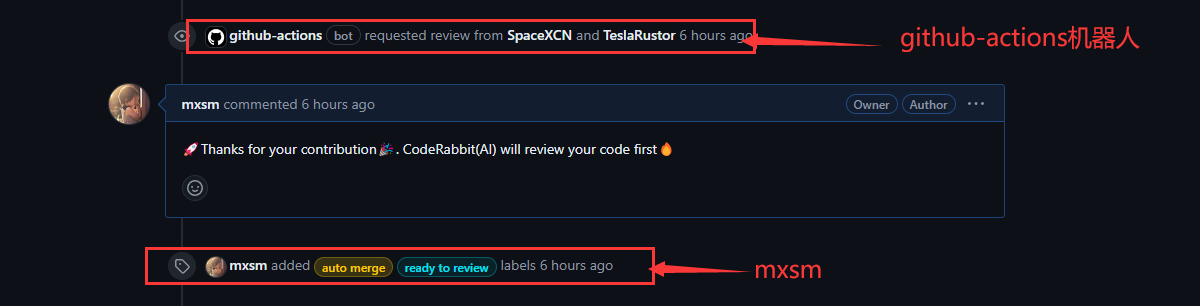 github-actions bot requested review from SpaceXCN and TeslaRustor 6 hours ago
github-actions机器人
mxsm commented 6 hours ago Owner Author
🚀Thanks for your contribution🎉. CodeRabbit(AI) will review your code first🔥
mxsm added auto merge ready to review labels 6 hours ago
mxsm